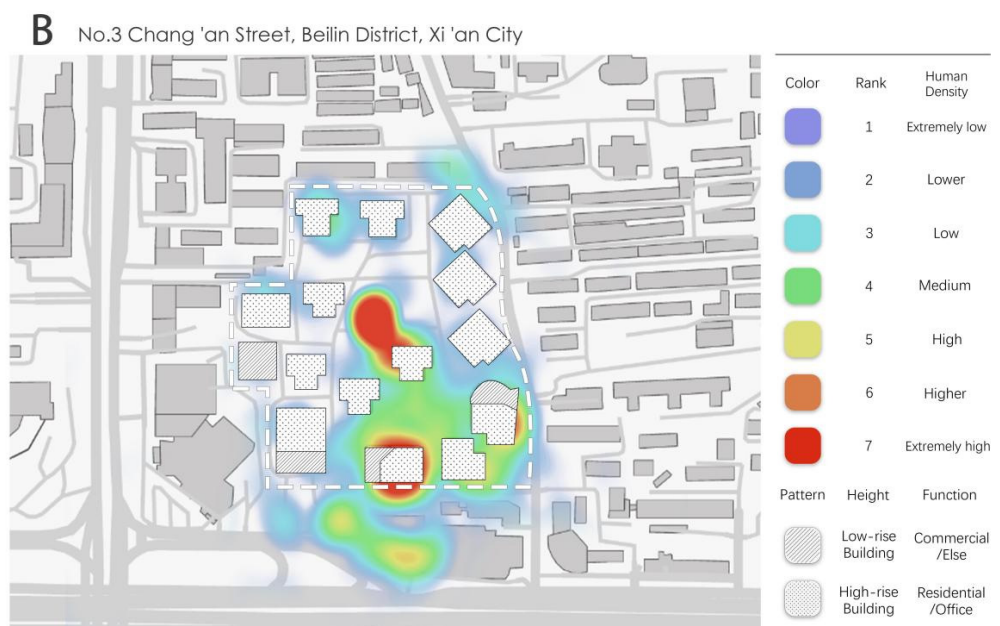 B No.3 Chang 'an Street, Beilin District, Xi 'an City
Color Rank Human Density
1 Extremely low
2 Lower
3 Low
4 Medium
5 High
6 Higher
7 Extremely high
Pattern Height Function
Low-rise Building Commercial /Else
High-rise Building Residential /Office